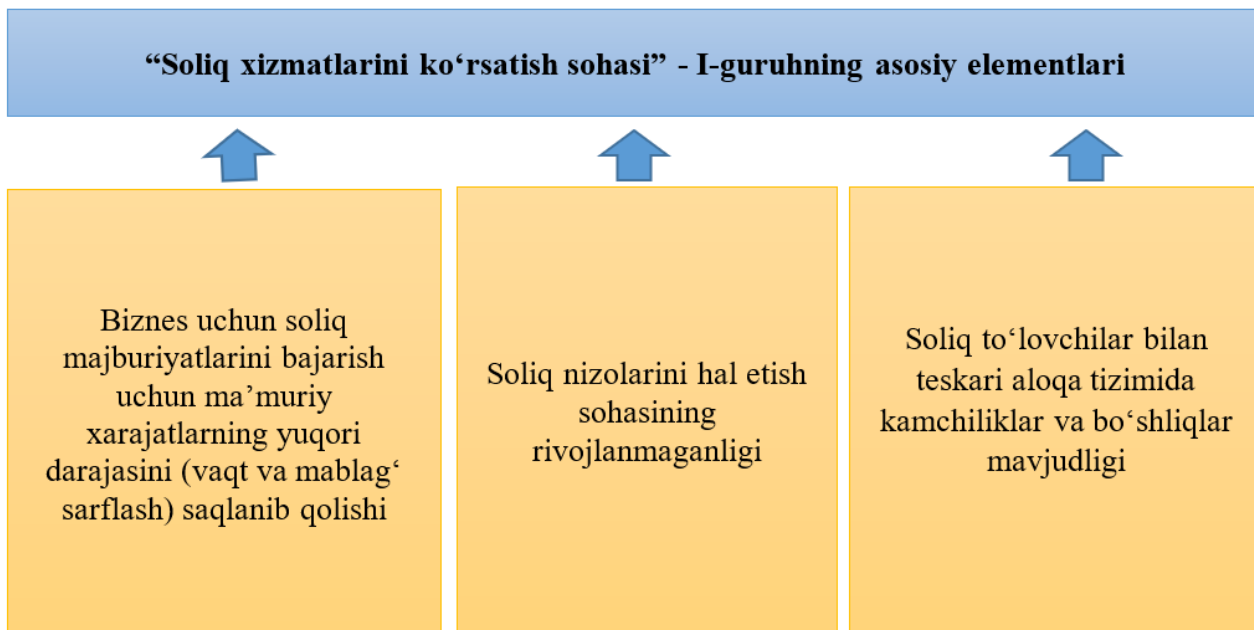 “Soliq xizmatlarini ko‘rsatish sohasi” - I-guruhning asosiy elementlari
Biznes uchun soliq
majburiyatlarini bajarish
uchun ma’muriy
xarajatlarning yuqori
darajasini (vaqt va mablag‘
sarflash) saqlanib qolishi
Soliq nizolarini hal etish
sohasining
rivojlanmaganligi
Soliq to‘lovchilar bilan
teskari aloqa tizimida
kamchiliklar va bo‘shliqlar
mavjudligi